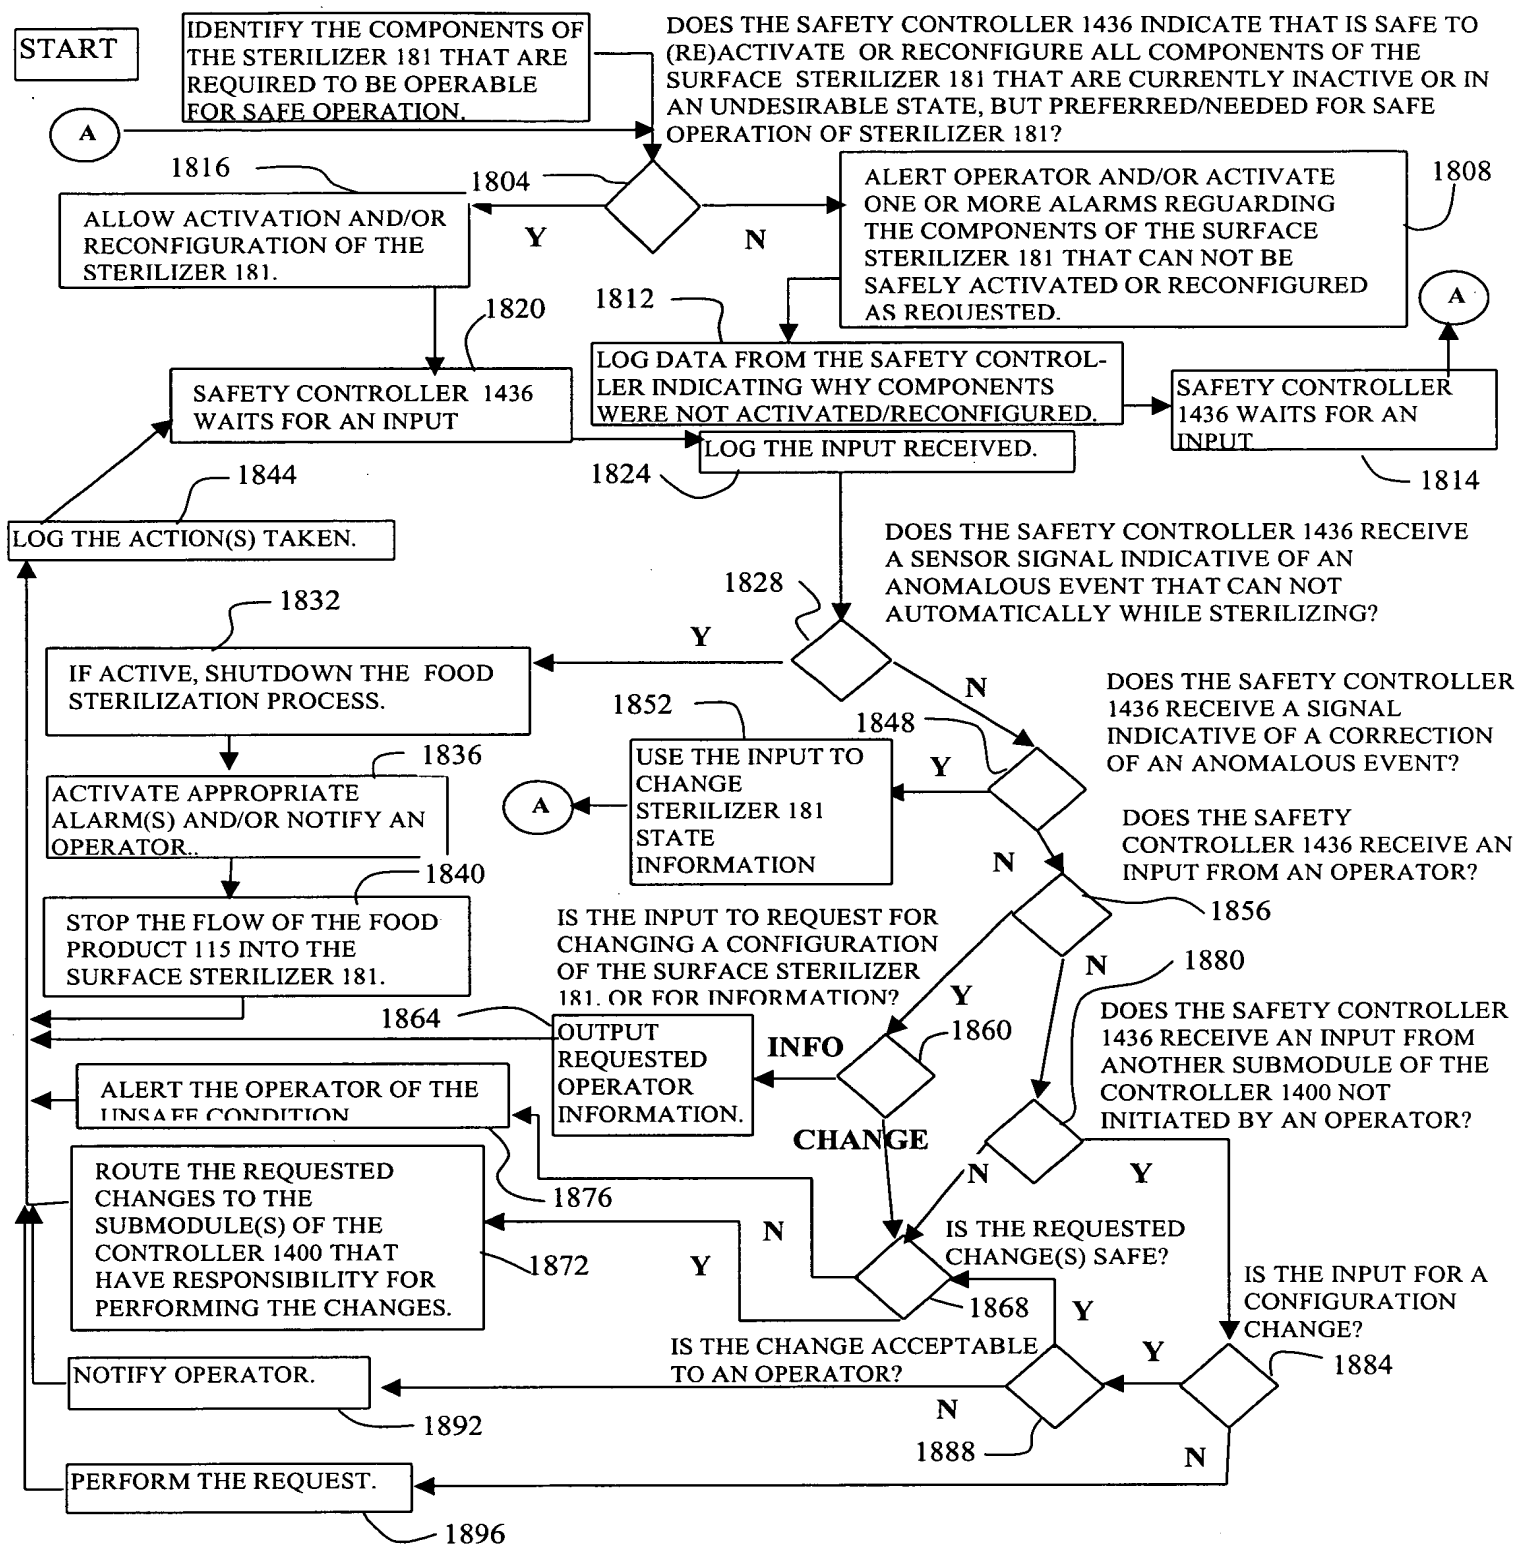 START
IDENTIFY THE COMPONENTS OF
THE STERILIZER 181 THAT ARE
REQUIRED TO BE OPERABLE
FOR SAFE OPERATION.
DOES THE SAFETY CONTROLLER 1436 INDICATE THAT IS SAFE TO
(RE)ACTIVATE OR RECONFIGURE ALL COMPONENTS OF THE
SURFACE STERILIZER 181 THAT ARE CURRENTLY INACTIVE OR IN
AN UNDESIRABLE STATE, BUT PREFERRED/NEEDED FOR SAFE
OPERATION OF STERILIZER 181?
A
1816
1804
Y
N
1808
ALLOW ACTIVATION AND/OR
RECONFIGURATION OF THE
STERILIZER 181.
ALERT OPERATOR AND/OR ACTIVATE
ONE OR MORE ALARMS REGUARDING
THE COMPONENTS OF THE SURFACE
STERILIZER 181 THAT CAN NOT BE
SAFELY ACTIVATED OR RECONFIGURED
AS REQUESTED.
1820
1812
A
SAFETY CONTROLLER 1436
WAITS FOR AN INPUT
LOG DATA FROM THE SAFETY CONTROL-
LER INDICATING WHY COMPONENTS
WERE NOT ACTIVATED/RECONFIGURED.
SAFETY CONTROLLER
1436 WAITS FOR AN
INPUT
LOG THE INPUT RECEIVED.
1824
1814
1844
LOG THE ACTION(S) TAKEN.
DOES THE SAFETY CONTROLLER 1436 RECEIVE
A SENSOR SIGNAL INDICATIVE OF AN
ANOMALOUS EVENT THAT CAN NOT
AUTOMATICALLY WHILE STERILIZING?
1828
1832
Y
N
IF ACTIVE, SHUTDOWN THE FOOD
STERILIZATION PROCESS.
1852
1848
DOES THE SAFETY CONTROLLER
1436 RECEIVE A SIGNAL
INDICATIVE OF A CORRECTION
OF AN ANOMALOUS EVENT?
1836
USE THE INPUT TO
CHANGE
STERILIZER 181
STATE
INFORMATION
Y
A
ACTIVATE APPROPRIATE
ALARM(S) AND/OR NOTIFY AN
OPERATOR..
DOES THE SAFETY
CONTROLLER 1436 RECEIVE AN
INPUT FROM AN OPERATOR?
N
1840
1856
STOP THE FLOW OF THE FOOD
PRODUCT 115 INTO THE
SURFACE STERILIZER 181.
IS THE INPUT TO REQUEST FOR
CHANGING A CONFIGURATION
OF THE SURFACE STERILIZER
181, OR FOR INFORMATION?
N
1880
Y
1864
1860
DOES THE SAFETY CONTROLLER
1436 RECEIVE AN INPUT FROM
ANOTHER SUBMODULE OF THE
CONTROLLER 1400 NOT
INITIATED BY AN OPERATOR?
OUTPUT
REQUESTED
OPERATOR
INFORMATION.
INFO
CHANGE
ALERT THE OPERATOR OF THE
UNSAFE CONDITION
1876
N
Y
ROUTE THE REQUESTED
CHANGES TO THE
SUBMODULE(S) OF THE
CONTROLLER 1400 THAT
HAVE RESPONSIBILITY FOR
PERFORMING THE CHANGES.
1872
N
Y
IS THE REQUESTED
CHANGE(S) SAFE?
1868
IS THE INPUT FOR A
CONFIGURATION
CHANGE?
Y
IS THE CHANGE ACCEPTABLE
TO AN OPERATOR?
Y
1884
NOTIFY OPERATOR.
1892
N
1888
N
PERFORM THE REQUEST.
1896